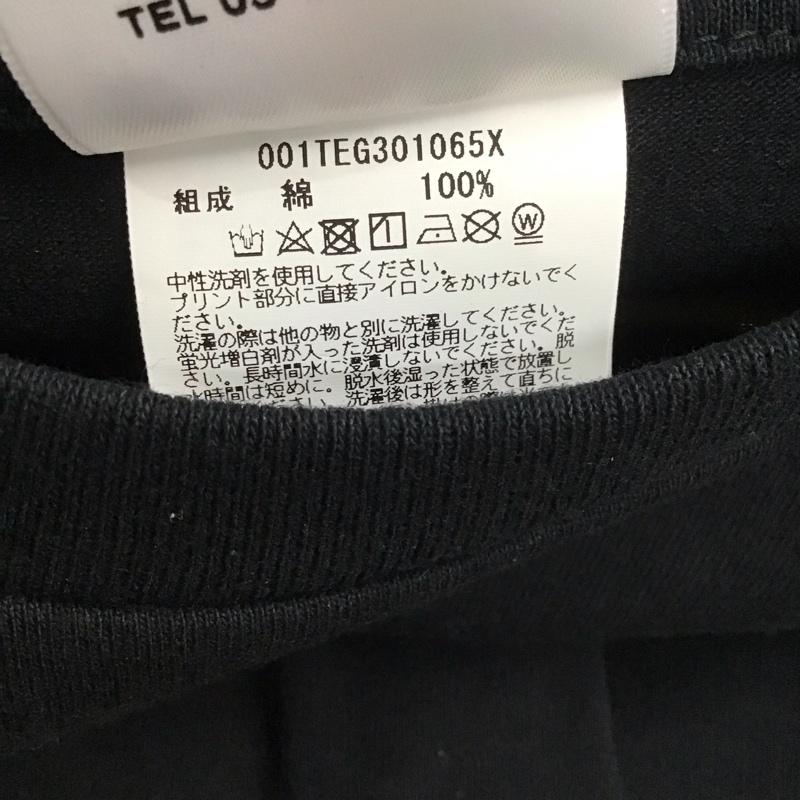 TEL 03
001TEG301065X
組成 綿 100%
W
中性洗剤を使用してください。
プリント部分に直接アイロンをかけないでく
ださい。
洗濯の際は他の物と別に洗濯してください。
蛍光増白剤が入った洗剤は使用しないでくだ
さい。長時間水に浸漬しないでください。脱
水時間は短めに。脱水後湿った状態で放置し
ください。洗濯後は形を整えて直ちに